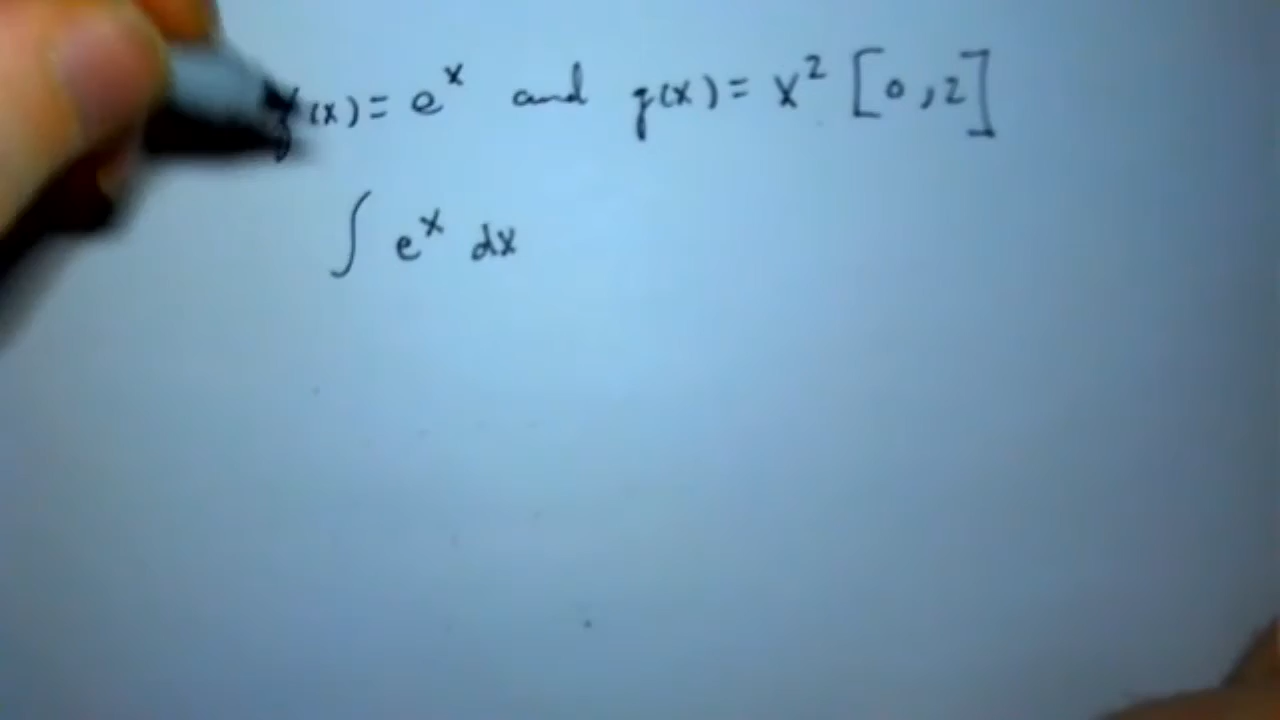 f(x) = e^x and g(x) = x^2 [0,2]
∫ e^x dx